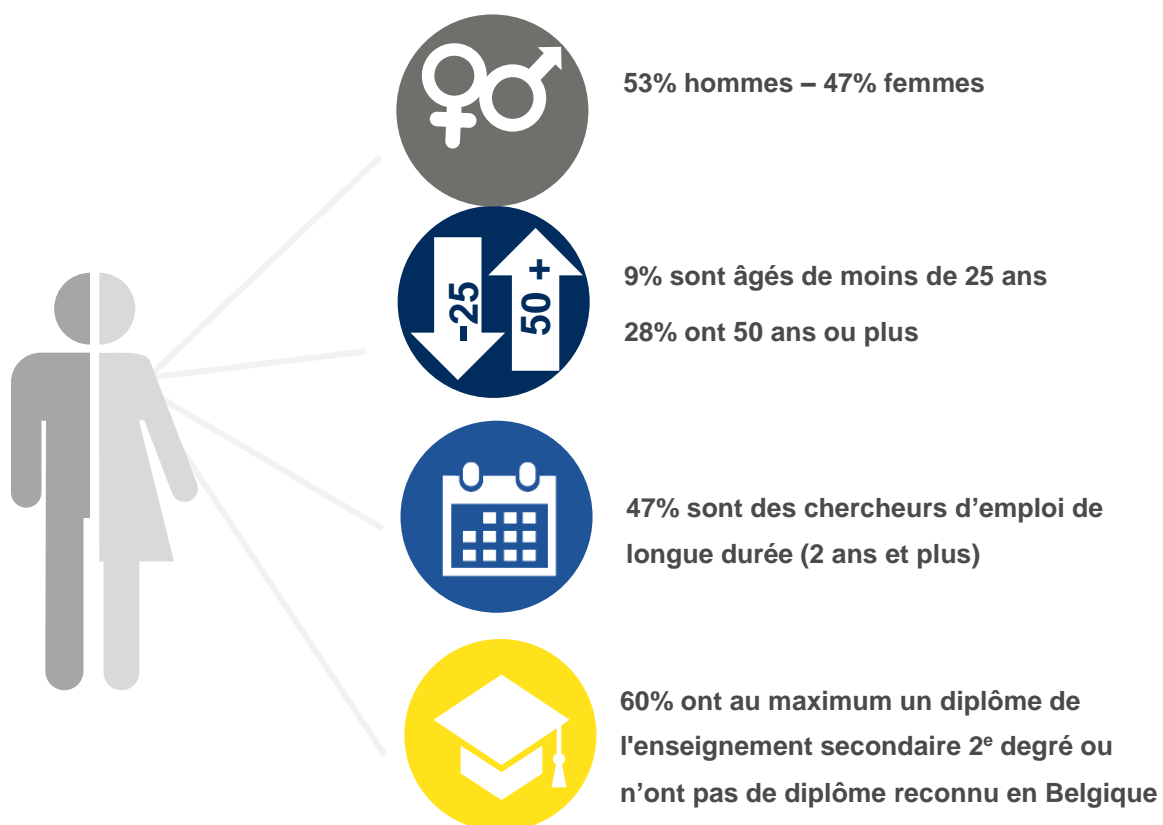 53% hommes – 47% femmes
-25
50 +
9% sont âgés de moins de 25 ans
28% ont 50 ans ou plus
47% sont des chercheurs d’emploi de
longue durée (2 ans et plus)
60% ont au maximum un diplôme de
l'enseignement secondaire 2ᵉ degré ou
n’ont pas de diplôme reconnu en Belgique